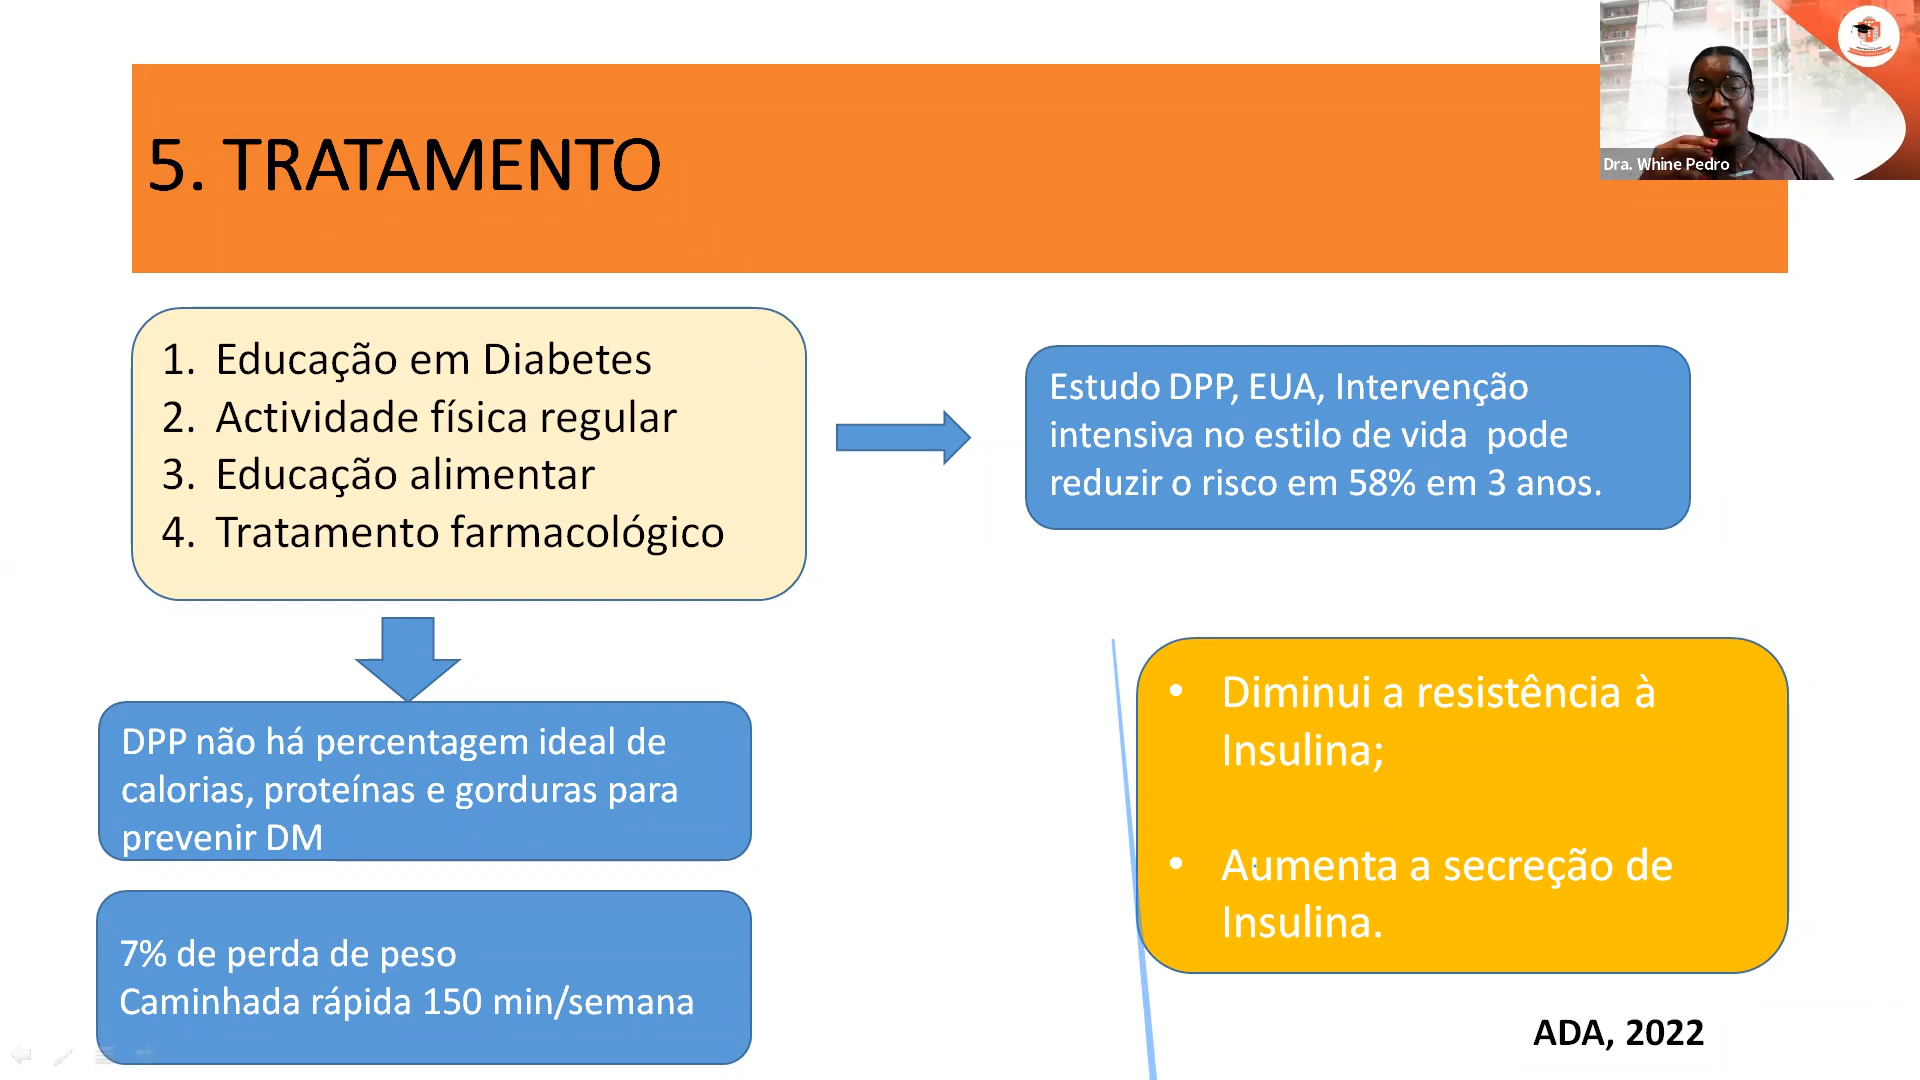 5. TRATAMENTO
Dra. Whine Pedro
1. Educação em Diabetes
2. Actividade física regular
3. Educação alimentar
4. Tratamento farmacológico
Estudo DPP, EUA, Intervenção
intensiva no estilo de vida pode
reduzir o risco em 58% em 3 anos.
DPP não há percentagem ideal de
calorias, proteínas e gorduras para
prevenir DM
7% de perda de peso
Caminhada rápida 150 min/semana
• Diminui a resistência à
Insulina;
• Aumenta a secreção de
Insulina.
ADA, 2022